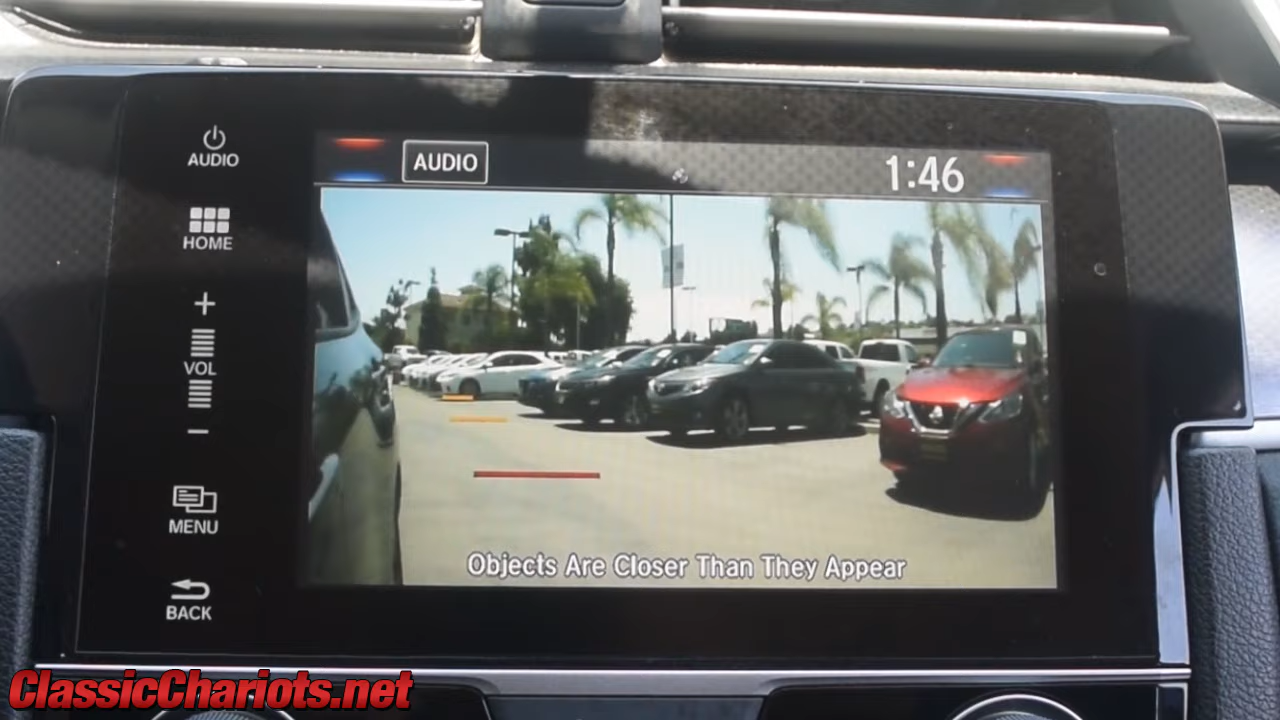 AUDIO
HOME
+
VOL
−
MENU
BACK
AUDIO
1:46
Objects Are Closer Than They Appear
ClassicChariots.net